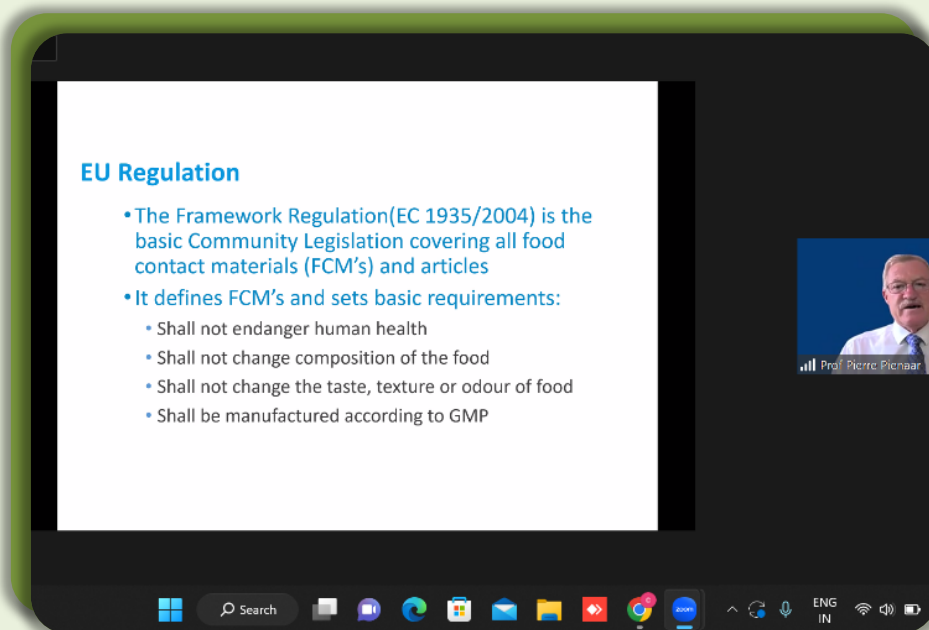 EU Regulation
•The Framework Regulation(EC 1935/2004) is the
basic Community Legislation covering all food
contact materials (FCM’s) and articles
•It defines FCM’s and sets basic requirements:
• Shall not endanger human health
• Shall not change composition of the food
• Shall not change the taste, texture or odour of food
• Shall be manufactured according to GMP
Prof Pierre Pienaar
Search
zoom
ENG
IN